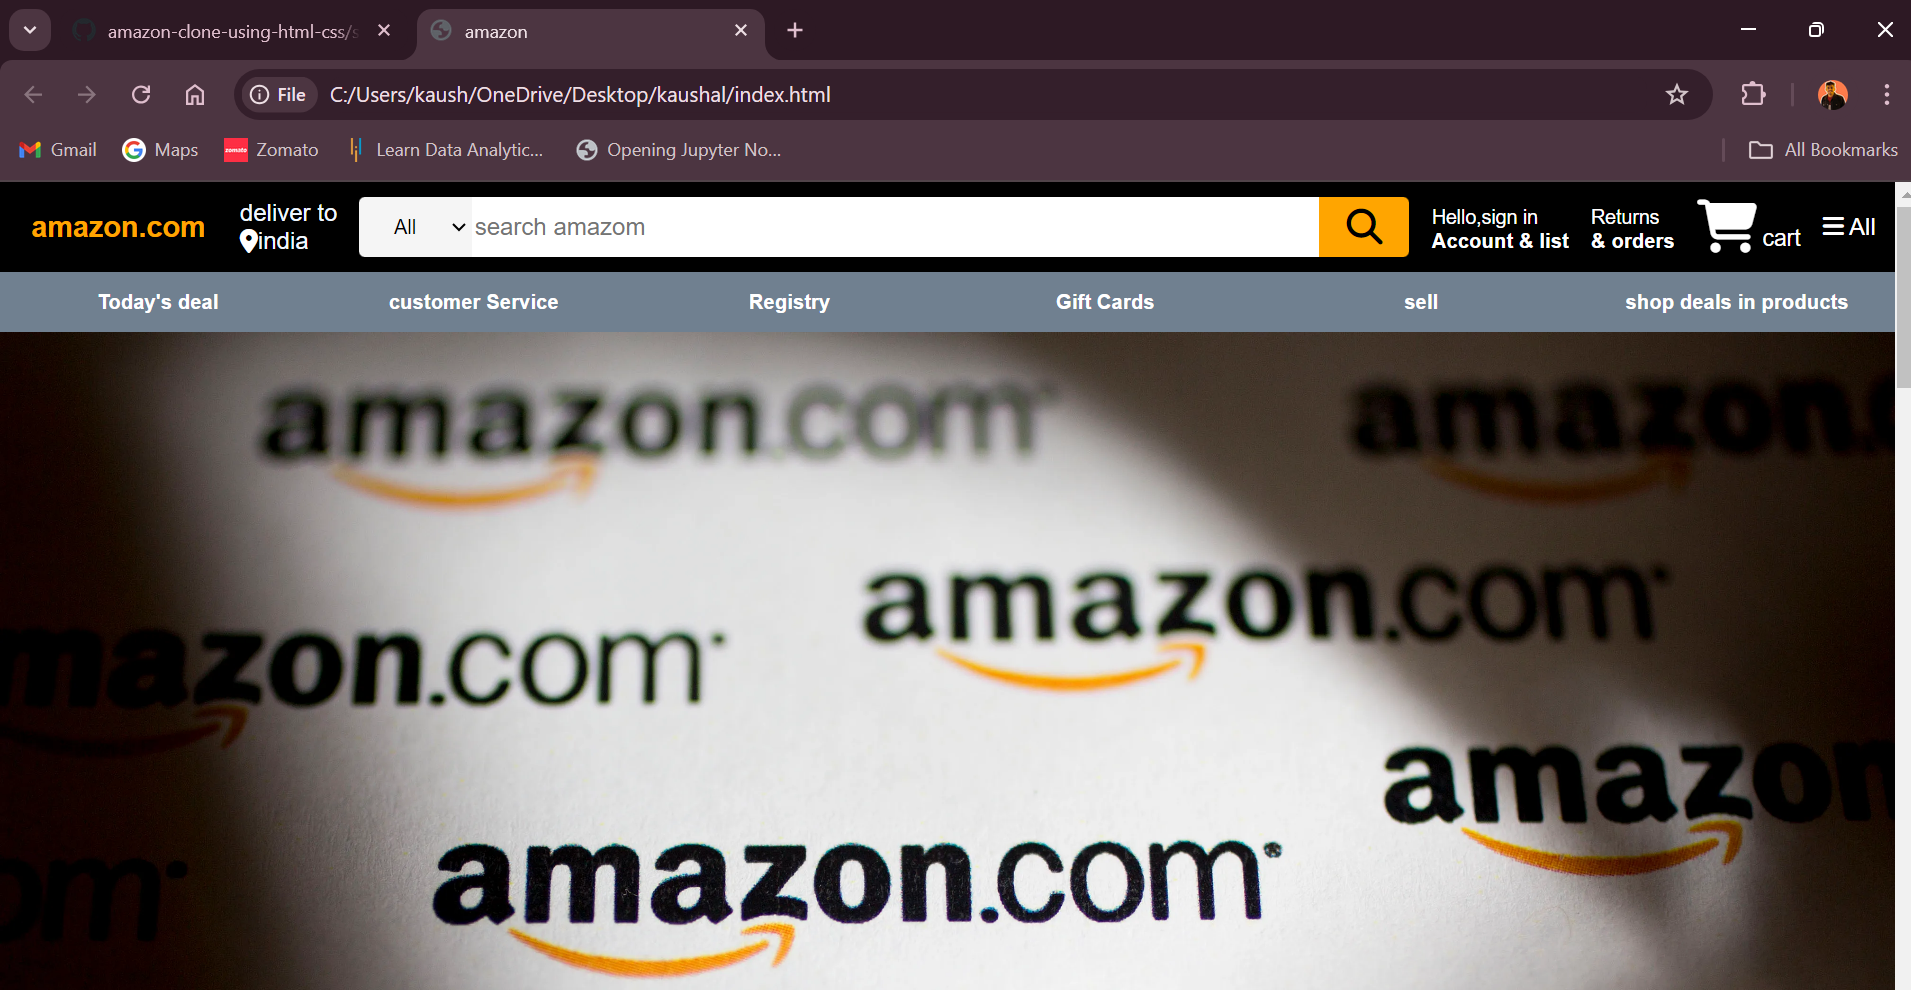 amazon-clone-using-html-css/s
amazon
File
C:/Users/kaush/OneDrive/Desktop/kaushal/index.html
Gmail
Maps
Zomato
Learn Data Analytic...
Opening Jupyter No...
All Bookmarks
amazon.com
deliver to
india
All
search amazom
Hello,sign in
Account & list
Returns
& orders
cart
All
Today's deal
customer Service
Registry
Gift Cards
sell
shop deals in products
amazon.com
amazon.
amazon.com
mazon.com
amazon
om
amazon.com